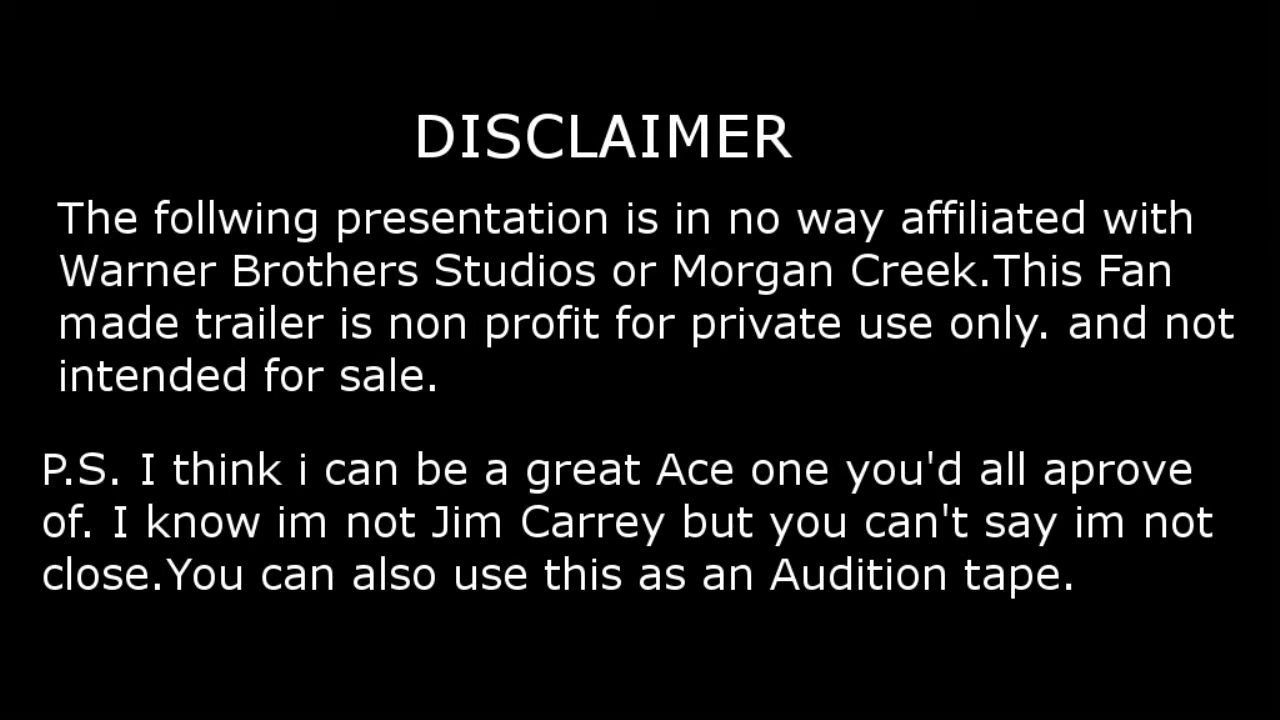 DISCLAIMER
The follwing presentation is in no way affiliated with
Warner Brothers Studios or Morgan Creek.This Fan
made trailer is non profit for private use only. and not
intended for sale.
P.S. I think i can be a great Ace one you'd all aprove
of. I know im not Jim Carrey but you can't say im not
close.You can also use this as an Audition tape.